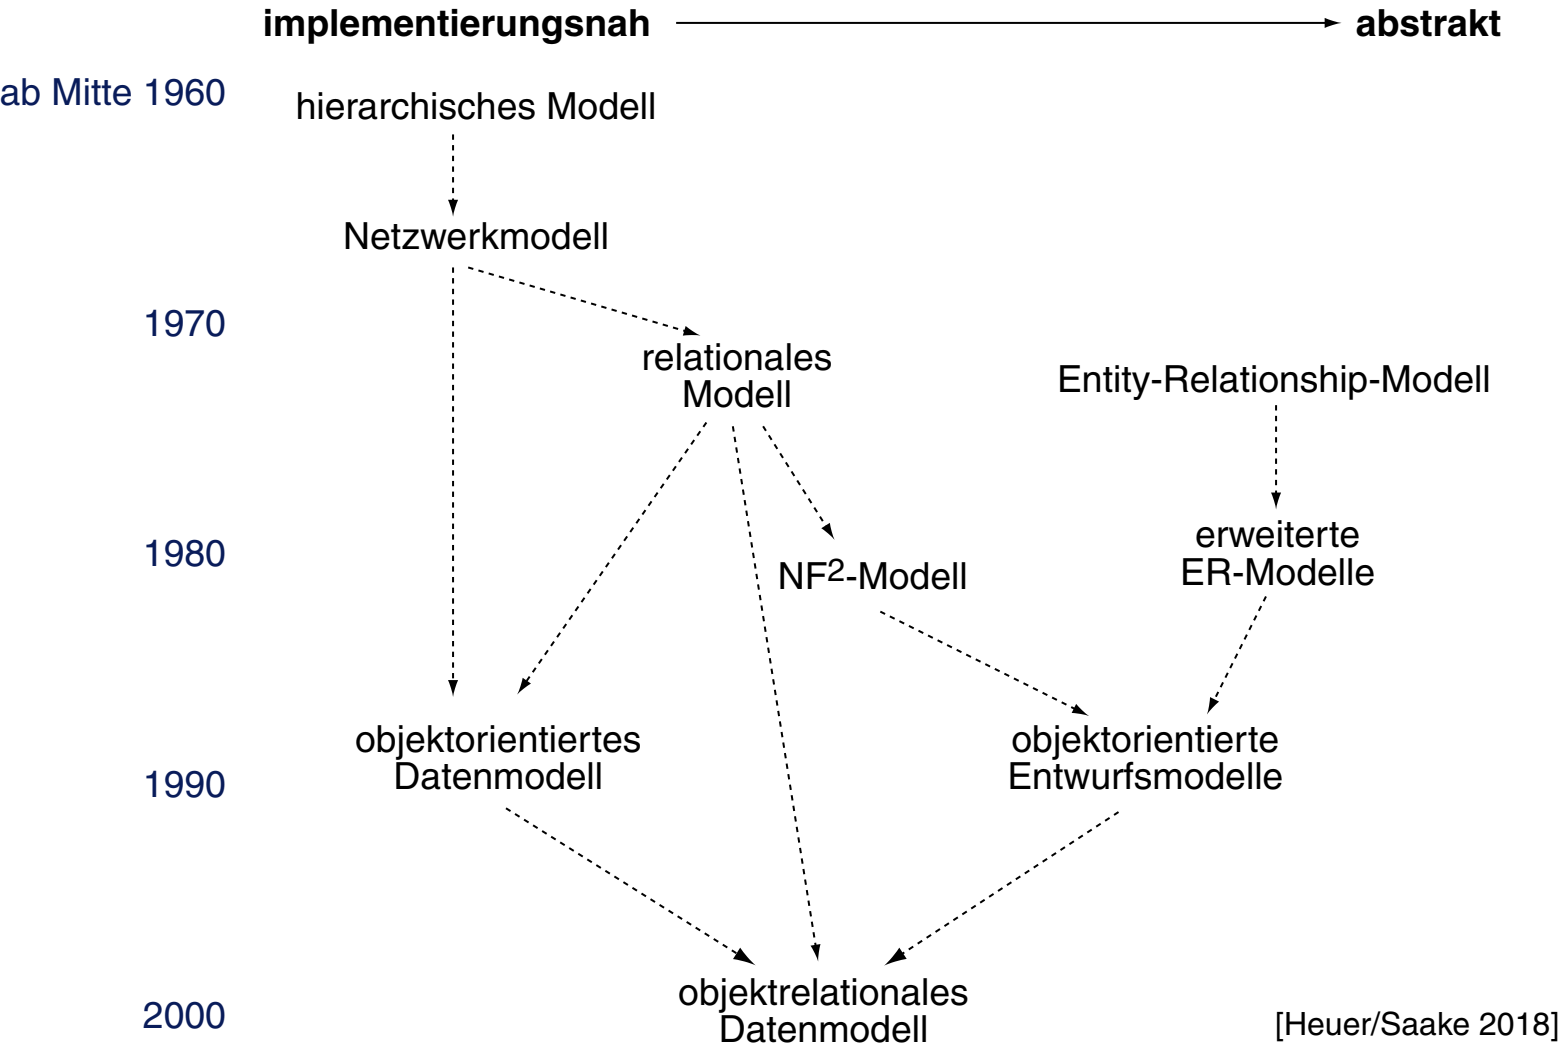 implementierungsnah abstrakt
ab Mitte 1960
hierarchisches Modell
Netzwerkmodell
1970
relationales
Modell
Entity-Relationship-Modell
1980
erweiterte
ER-Modelle
NF²-Modell
objektorientiertes
Datenmodell
objektorientierte
Entwurfsmodelle
1990
objektrelationales
Datenmodell
2000
[Heuer/Saake 2018]